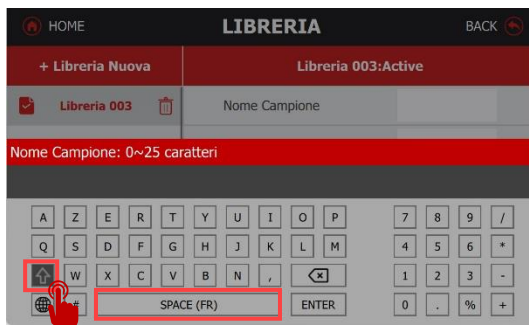 HOME LIBRERIA BACK
+ Libreria Nuova Libreria 003:Active
Libreria 003 Nome Campione
Nome Campione: 0~25 caratteri
A Z E R T Y U I O P 7 8 9 /
Q S D F G H J K L M 4 5 6 *
W X C V B N , 1 2 3 -
# SPACE (FR) ENTER 0 . % +